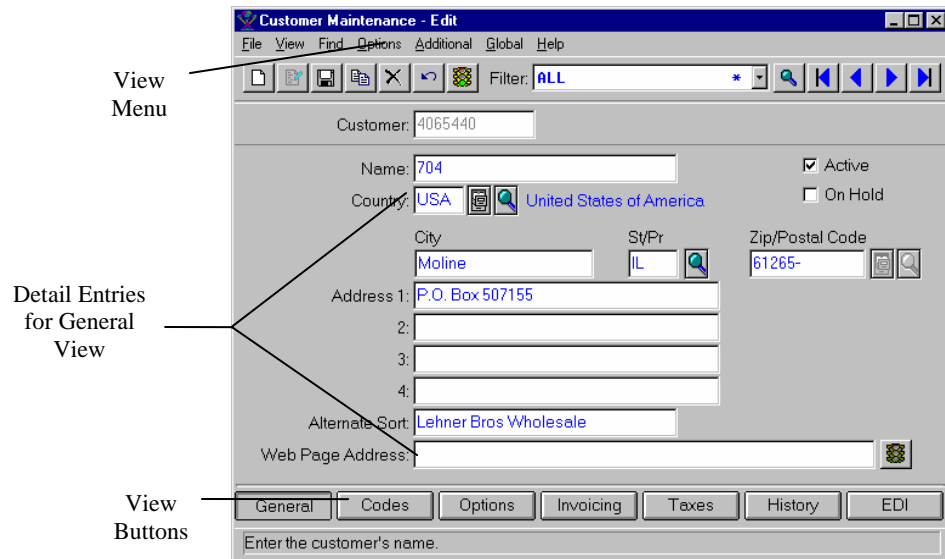 Customer Maintenance - Edit
File View Find Options Additional Global Help
View
Menu
Filter: ALL *
Customer: 4065440
Name: 704
Active
Country: USA United States of America
On Hold
City St/Pr Zip/Postal Code
Moline IL 61265-
Detail Entries
for General
View
Address 1: P.O. Box 507155
2:
3:
4:
Alternate Sort: Lehner Bros Wholesale
Web Page Address:
View
Buttons
General Codes Options Invoicing Taxes History EDI
Enter the customer's name.